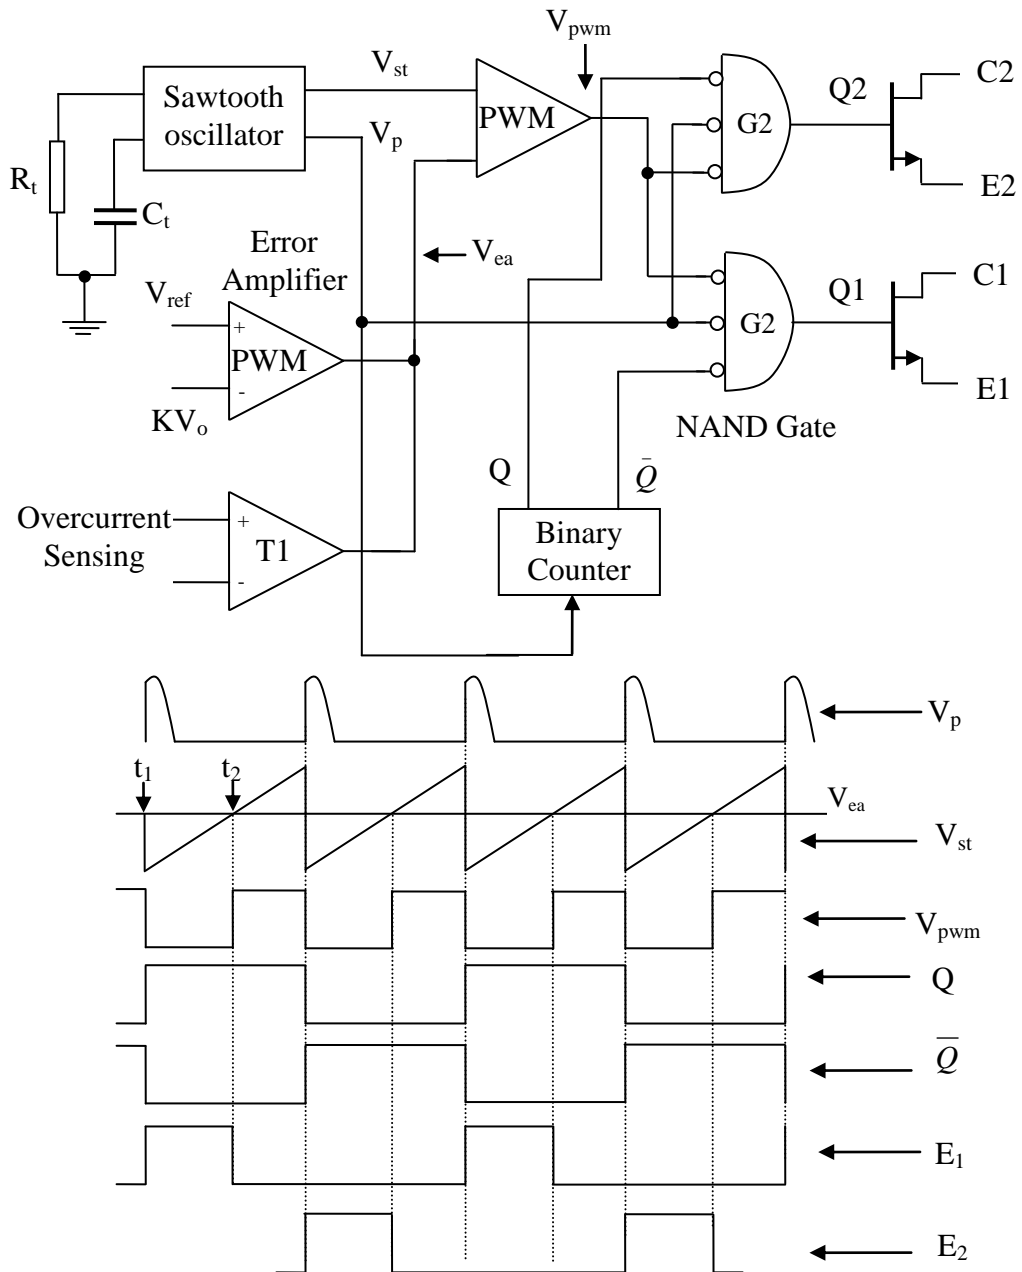 V_pwm
V_st
Sawtooth
oscillator
V_p
PWM
G2
Q2
C2
E2
R_t
C_t
Error
Amplifier
V_ea
V_ref
+
PWM
-
KV_o
G2
Q1
C1
E1
NAND Gate
Q
Q̄
Overcurrent
Sensing
+
T1
-
Binary
Counter
V_p
t_1
t_2
V_ea
V_st
V_pwm
Q
Q̄
E_1
E_2